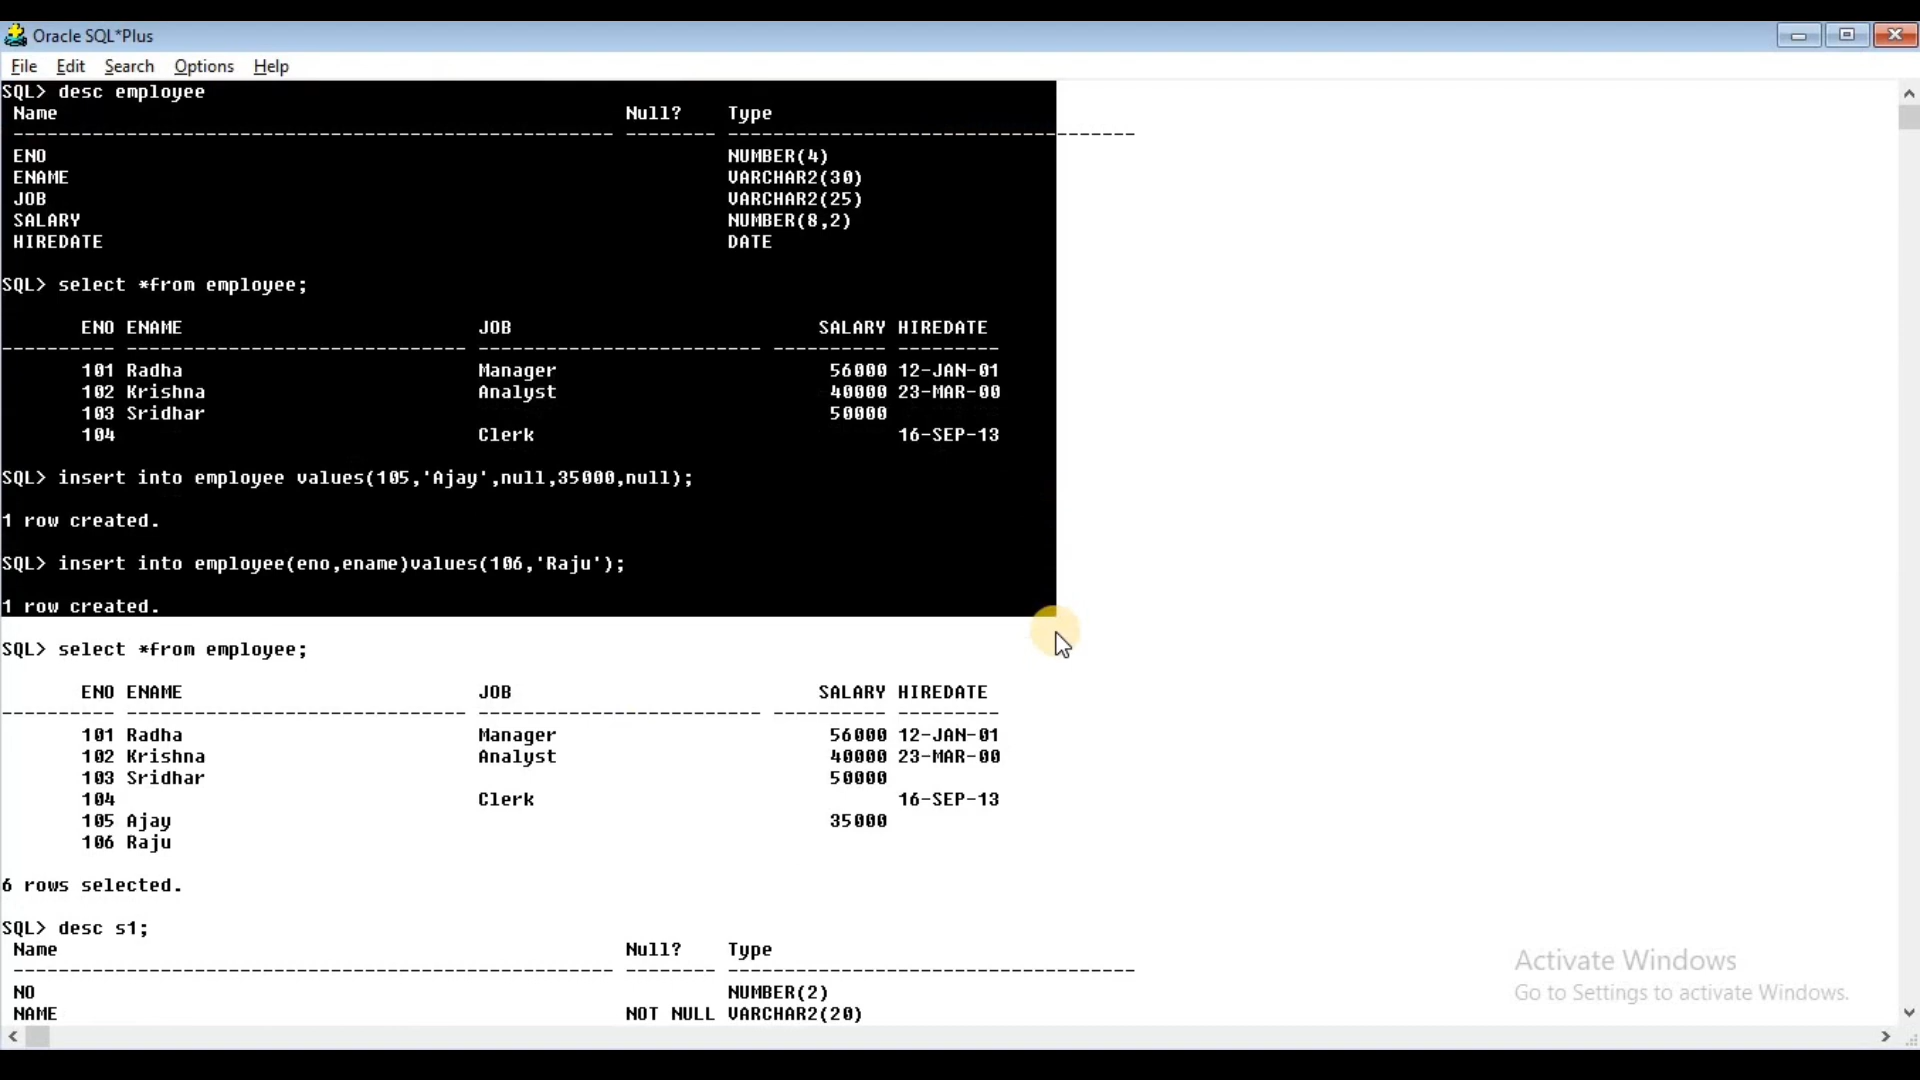 Oracle SQL*Plus
File Edit Search Options Help
SQL> desc employee
Name Null? Type
----------------------------------------------------- -------- ------------------------------------
ENO NUMBER(4)
ENAME VARCHAR2(30)
JOB VARCHAR2(25)
SALARY NUMBER(8,2)
HIREDATE DATE
SQL> select *from employee;
ENO ENAME JOB SALARY HIREDATE
---------- ------------------------------ ------------------------- ---------- ---------
101 Radha Manager 56000 12-JAN-01
102 Krishna Analyst 40000 23-MAR-00
103 Sridhar 50000
104 Clerk 16-SEP-13
SQL> insert into employee values(105,'Ajay',null,35000,null);
1 row created.
SQL> insert into employee(eno,ename)values(106,'Raju');
1 row created.
SQL> select *from employee;
ENO ENAME JOB SALARY HIREDATE
---------- ------------------------------ ------------------------- ---------- ---------
101 Radha Manager 56000 12-JAN-01
102 Krishna Analyst 40000 23-MAR-00
103 Sridhar 50000
104 Clerk 16-SEP-13
105 Ajay 35000
106 Raju
6 rows selected.
SQL> desc s1;
Name Null? Type
----------------------------------------------------- -------- ------------------------------------
NO NUMBER(2)
NAME NOT NULL VARCHAR2(20)
Activate Windows
Go to Settings to activate Windows.